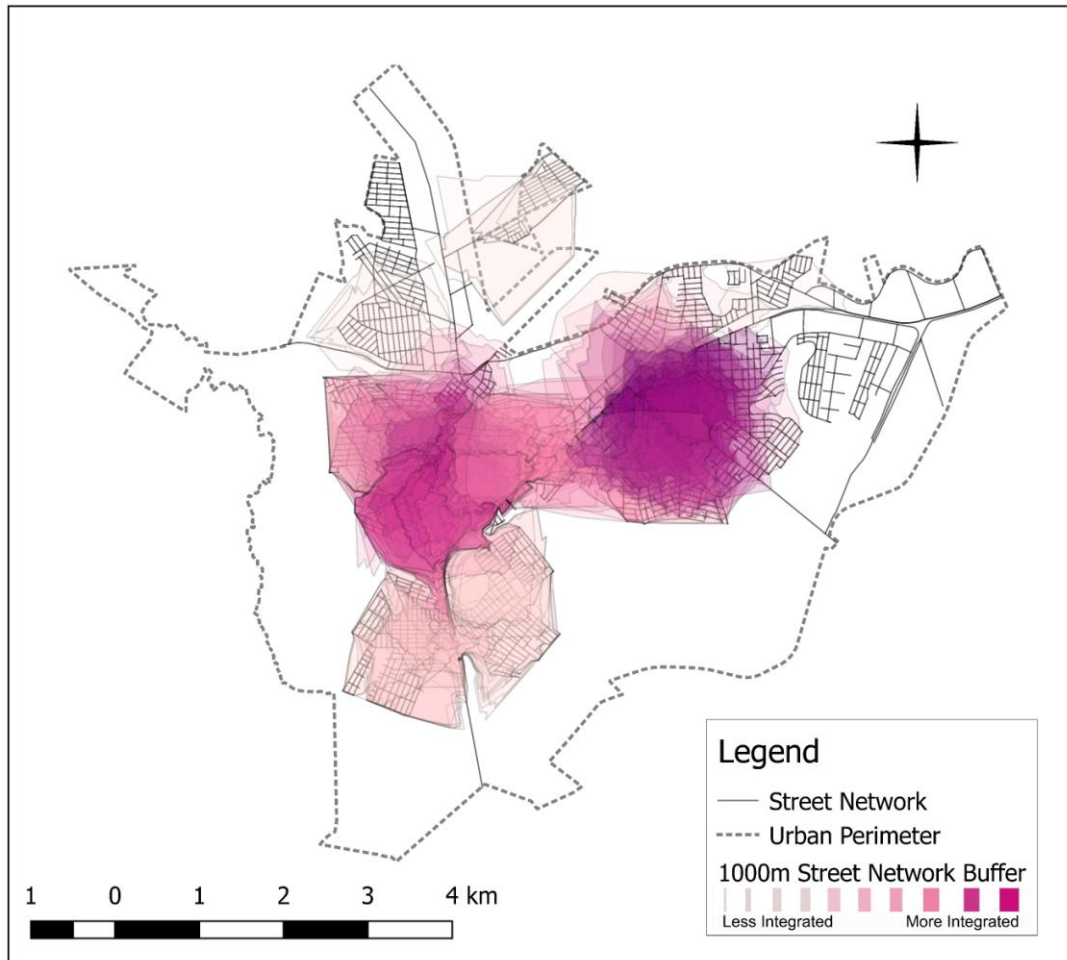 1 0 1 2 3 4 km
Legend
Street Network
Urban Perimeter
1000m Street Network Buffer
Less Integrated More Integrated